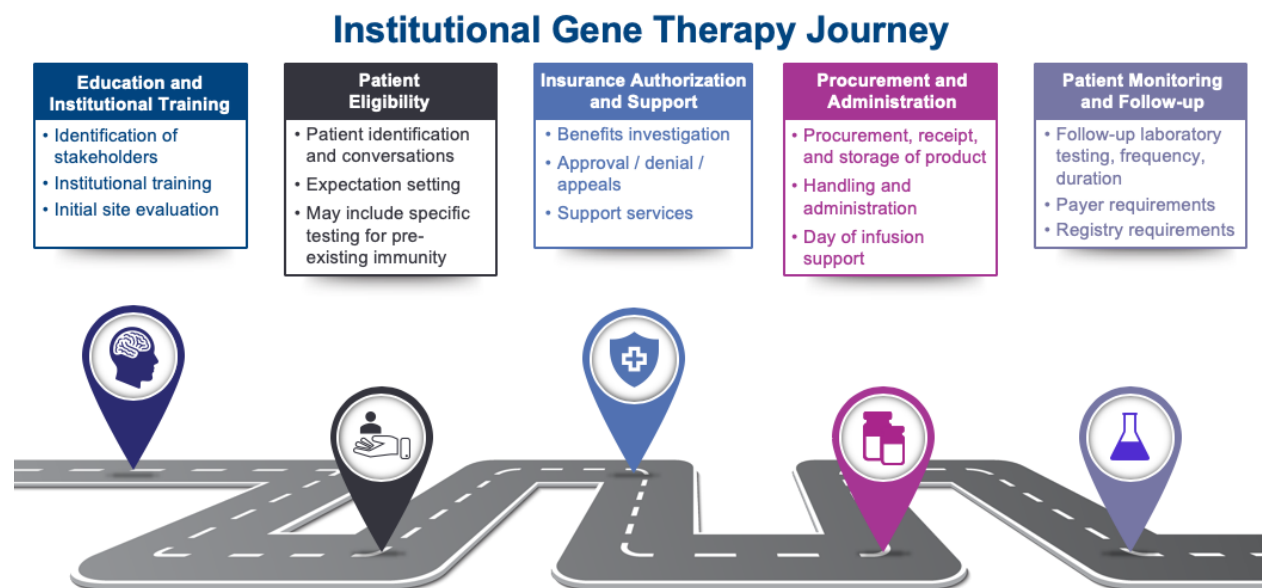 Institutional Gene Therapy Journey
Education and
Institutional Training
• Identification of
stakeholders
• Institutional training
• Initial site evaluation
Patient
Eligibility
• Patient identification
and conversations
• Expectation setting
• May include specific
testing for pre-
existing immunity
Insurance Authorization
and Support
• Benefits investigation
• Approval / denial /
appeals
• Support services
Procurement and
Administration
• Procurement, receipt,
and storage of product
• Handling and
administration
• Day of infusion
support
Patient Monitoring
and Follow-up
• Follow-up laboratory
testing, frequency,
duration
• Payer requirements
• Registry requirements